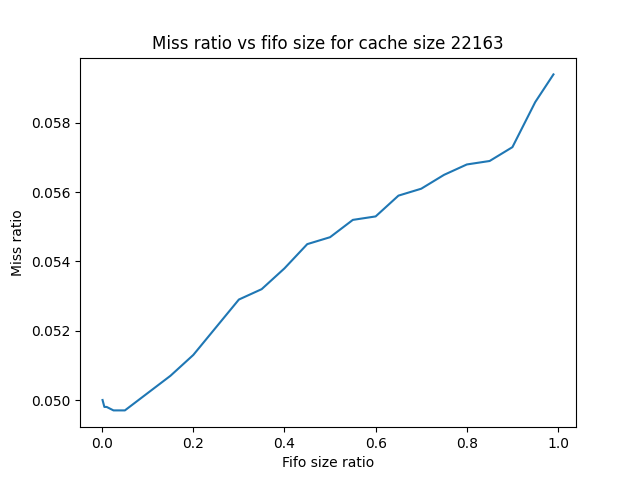 Miss ratio vs fifo size for cache size 22163
0.058
0.056
0.054
0.052
0.050
Miss ratio
0.0 0.2 0.4 0.6 0.8 1.0
Fifo size ratio